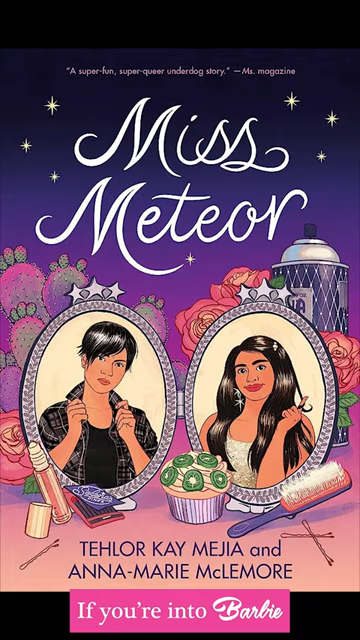 "A super-fun, super-queer underdog story." —Ms. magazine
Miss
Meteor
TEHLOR KAY MEJIA and
ANNA-MARIE McLEMORE
If you're into Barbie